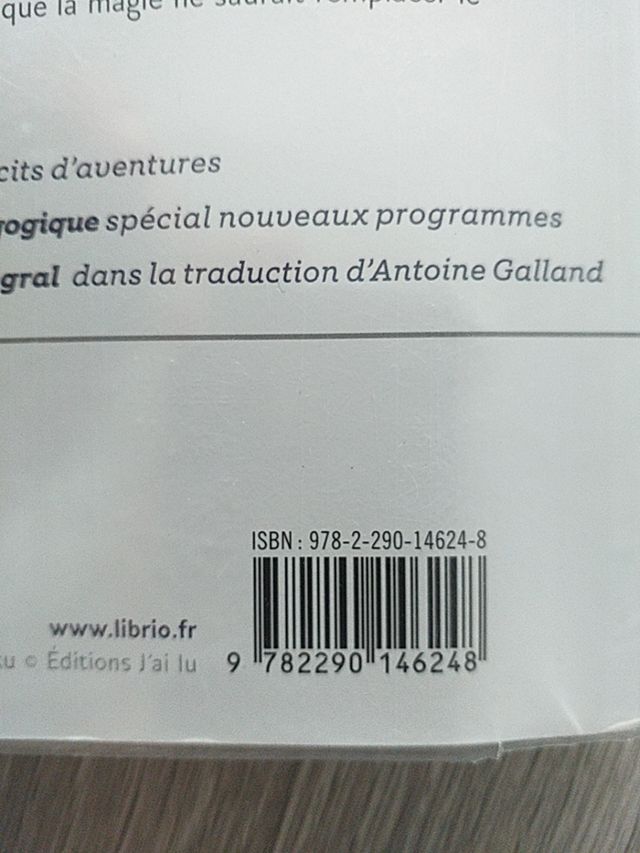 que la magie ne saurait remplacer le
cits d'aventures
rogique spécial nouveaux programmes
gral dans la traduction d'Antoine Galland
ISBN : 978-2-290-14624-8
www.librio.fr
u © Éditions J'ai lu
9 782290 146248